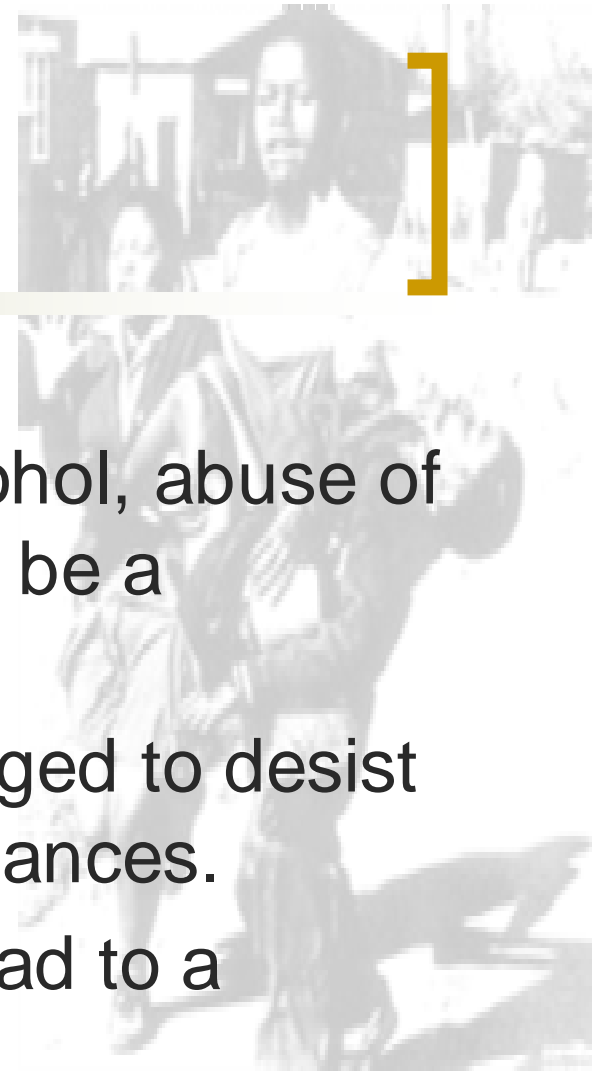 ohol, abuse of
be a
ged to desist
ances.
ad to a